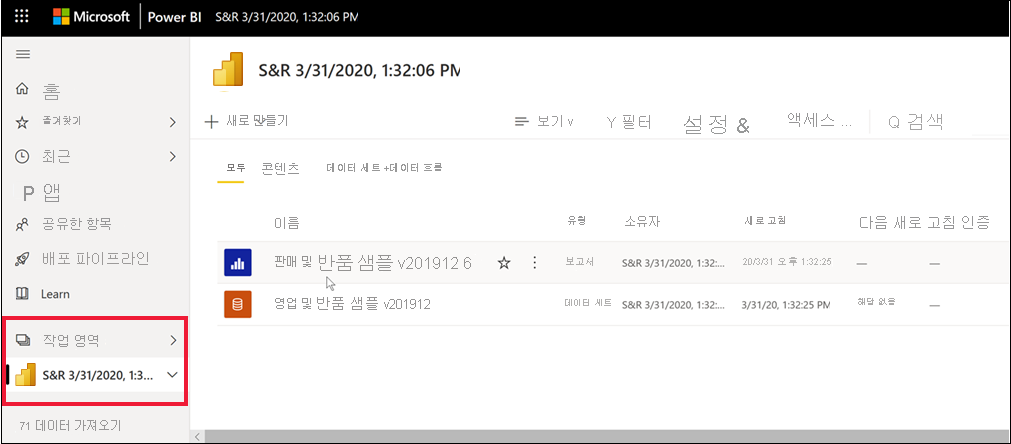 Microsoft Power BI S&R 3/31/2020, 1:32:06 PM
S&R 3/31/2020, 1:32:06 PM
홈
즐겨찾기
최근
P 앱
공유한 항목
배포 파이프라인
Learn
작업 영역
S&R 3/31/2020, 1:3...
71 데이터 가져오기
새로 만들기 보기 v Y 필터 설정 & 액세스 ... Q 검색
모두 콘텐츠 데이터 세트 +데이터 흐름
이름 유형 소유자 새로 고침 다음 새로 고침 인증
판매 및 반품 샘플 v201912 6 보고서 S&R 3/31/2020, 1:32:... 20/3/31 오후 1:32:25 — —
영업 및 반품 샘플 v201912 데이터 세트 S&R 3/31/2020, 1:32:... 3/31/20, 1:32:25 PM 해당 없음 —